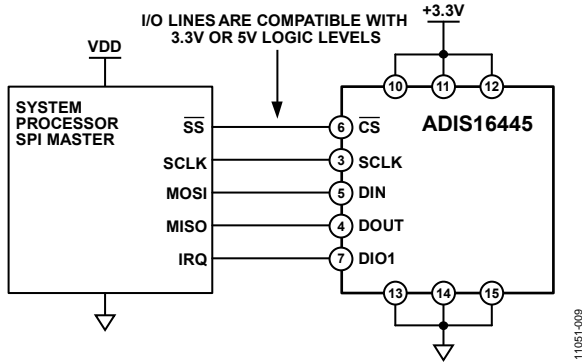 I/O LINES ARE COMPATIBLE WITH
3.3V OR 5V LOGIC LEVELS
+3.3V
VDD
10 11 12
SYSTEM
PROCESSOR
SPI MASTER
ADIS16445
SS 6 CS
SCLK 3 SCLK
MOSI 5 DIN
MISO 4 DOUT
IRQ 7 DIO1
13 14 15
11051-009